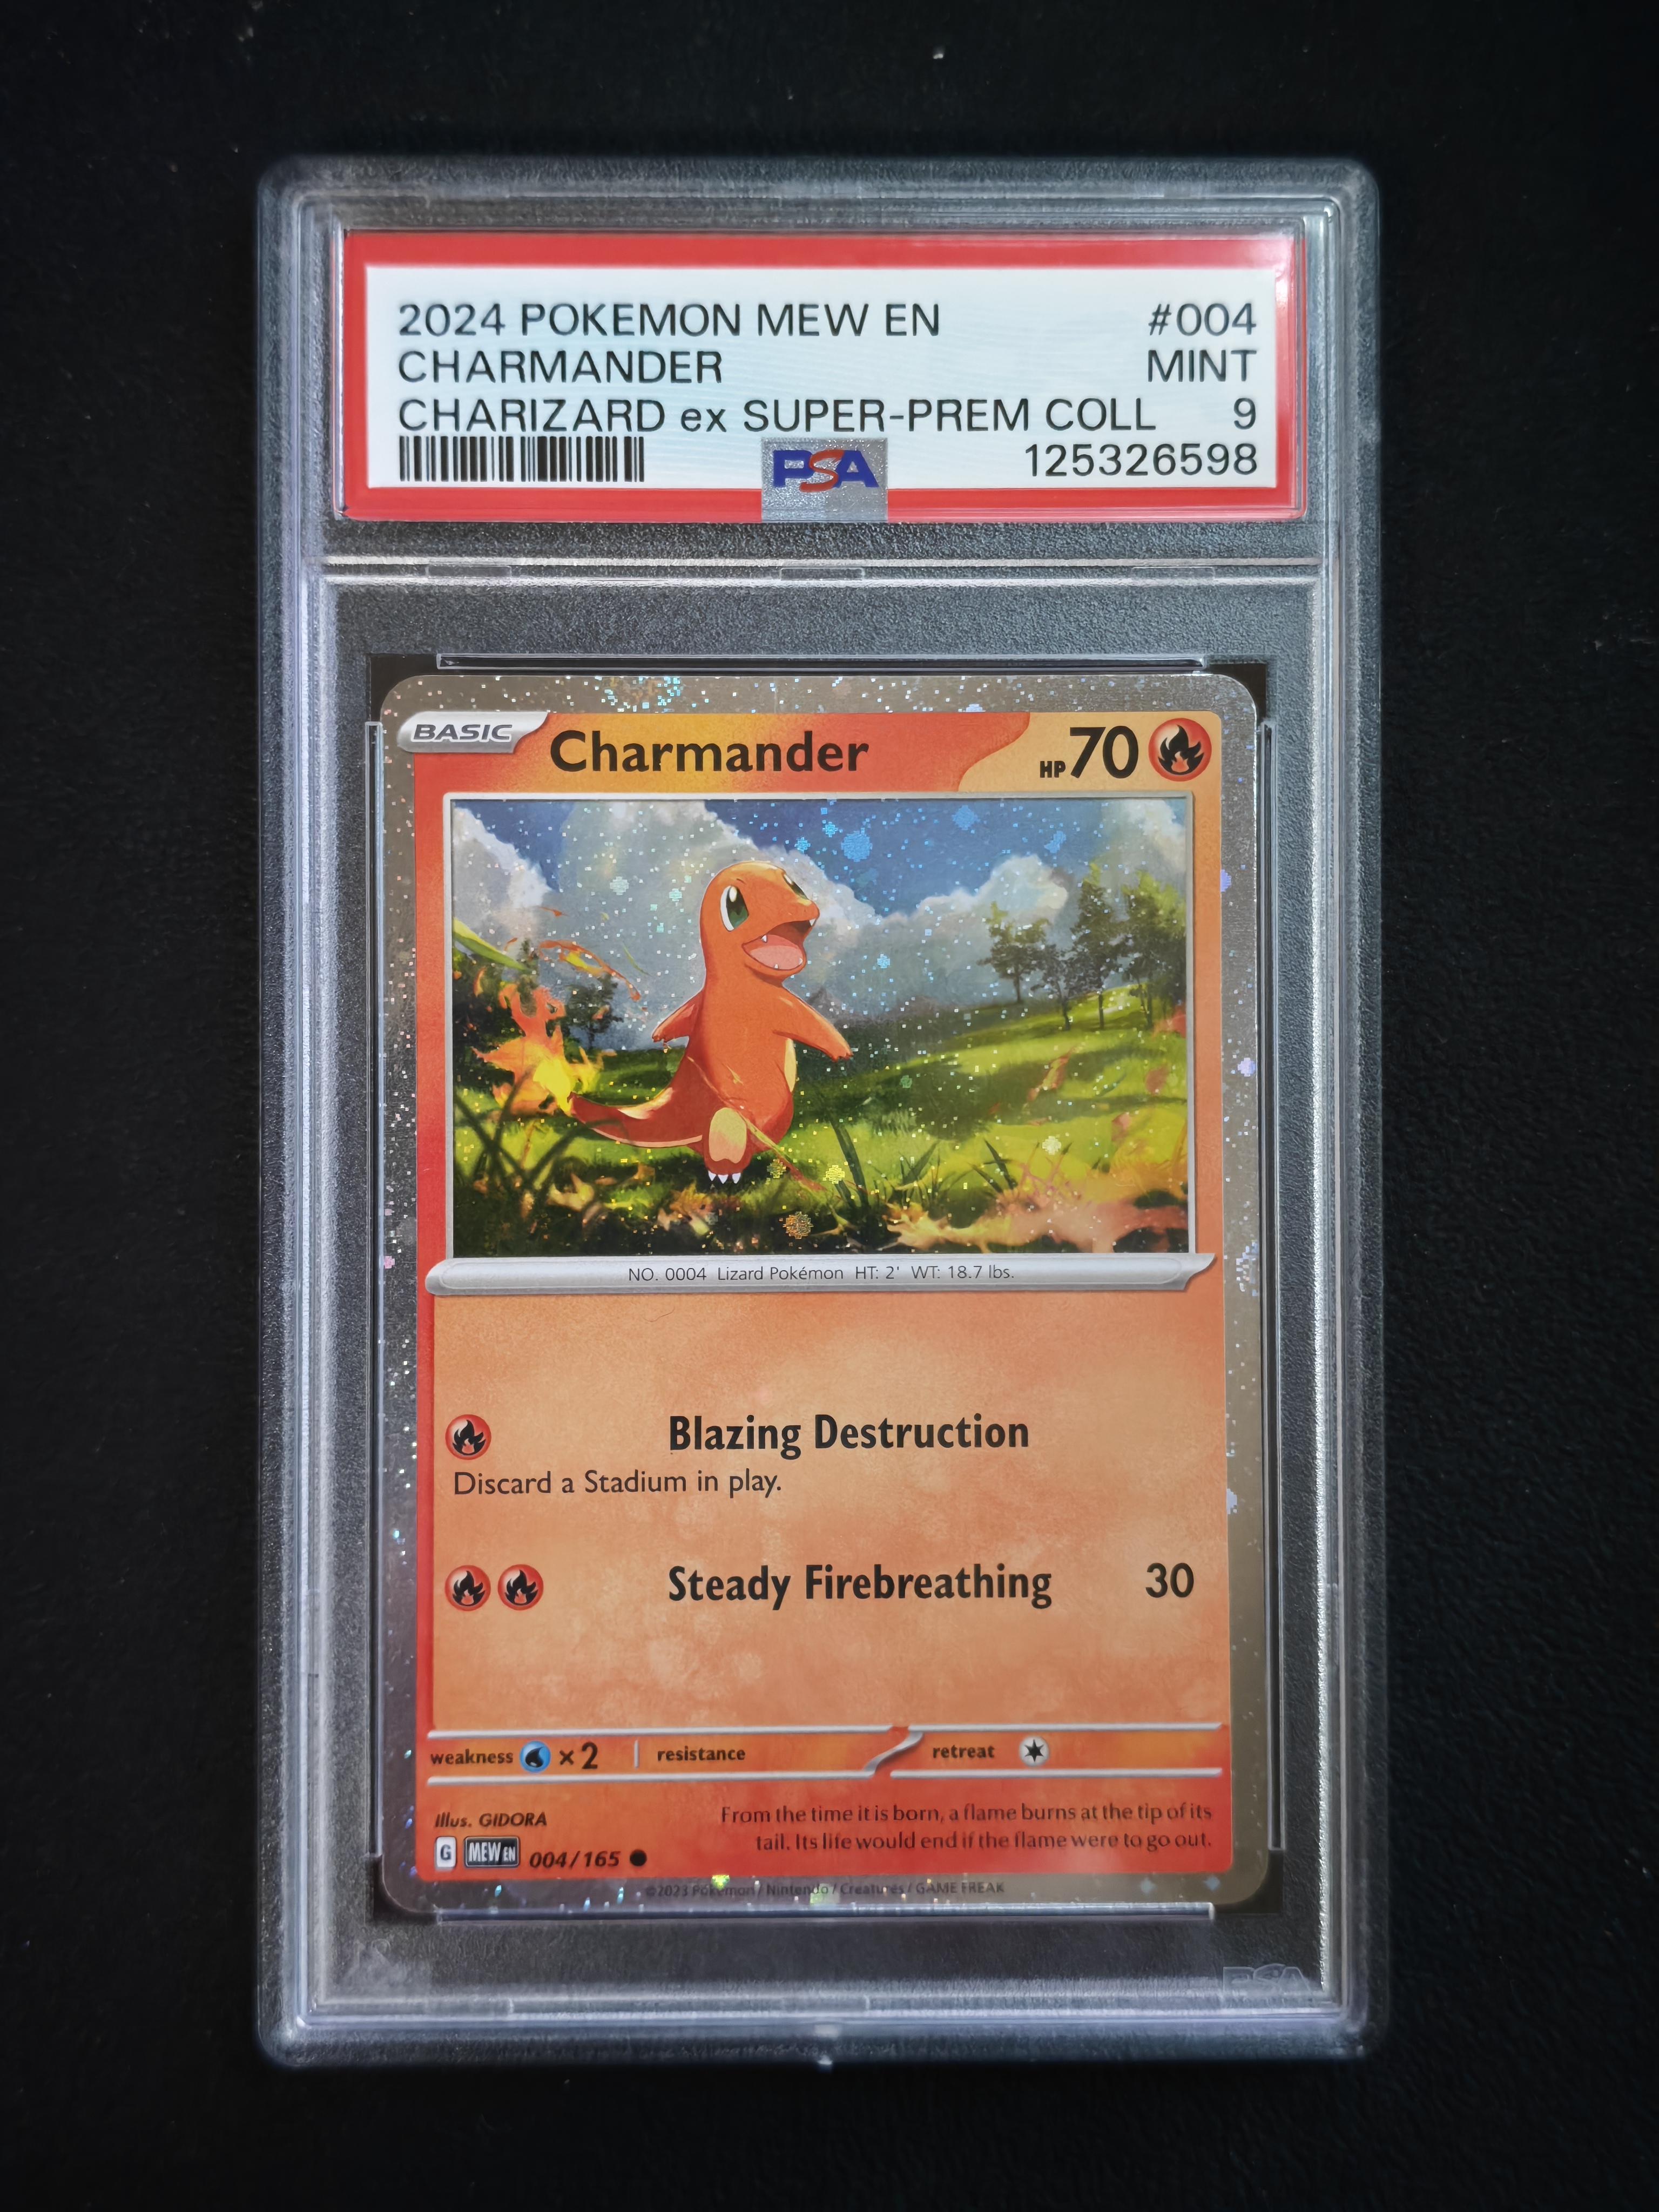 2024 POKEMON MEW EN #004
CHARMANDER MINT
CHARIZARD ex SUPER-PREM COLL 9
PSA 125326598
BASIC Charmander HP 70
NO. 0004 Lizard Pokémon HT: 2' WT: 18.7 lbs.
Blazing Destruction
Discard a Stadium in play.
Steady Firebreathing 30
weakness ×2 resistance retreat
Illus. GIDORA
From the time it is born, a flame burns at the tip of its
tail. Its life would end if the flame were to go out.
G MEW EN 004/165
©2023 Pokémon / Nintendo / Creatures / GAME FREAK
PSA